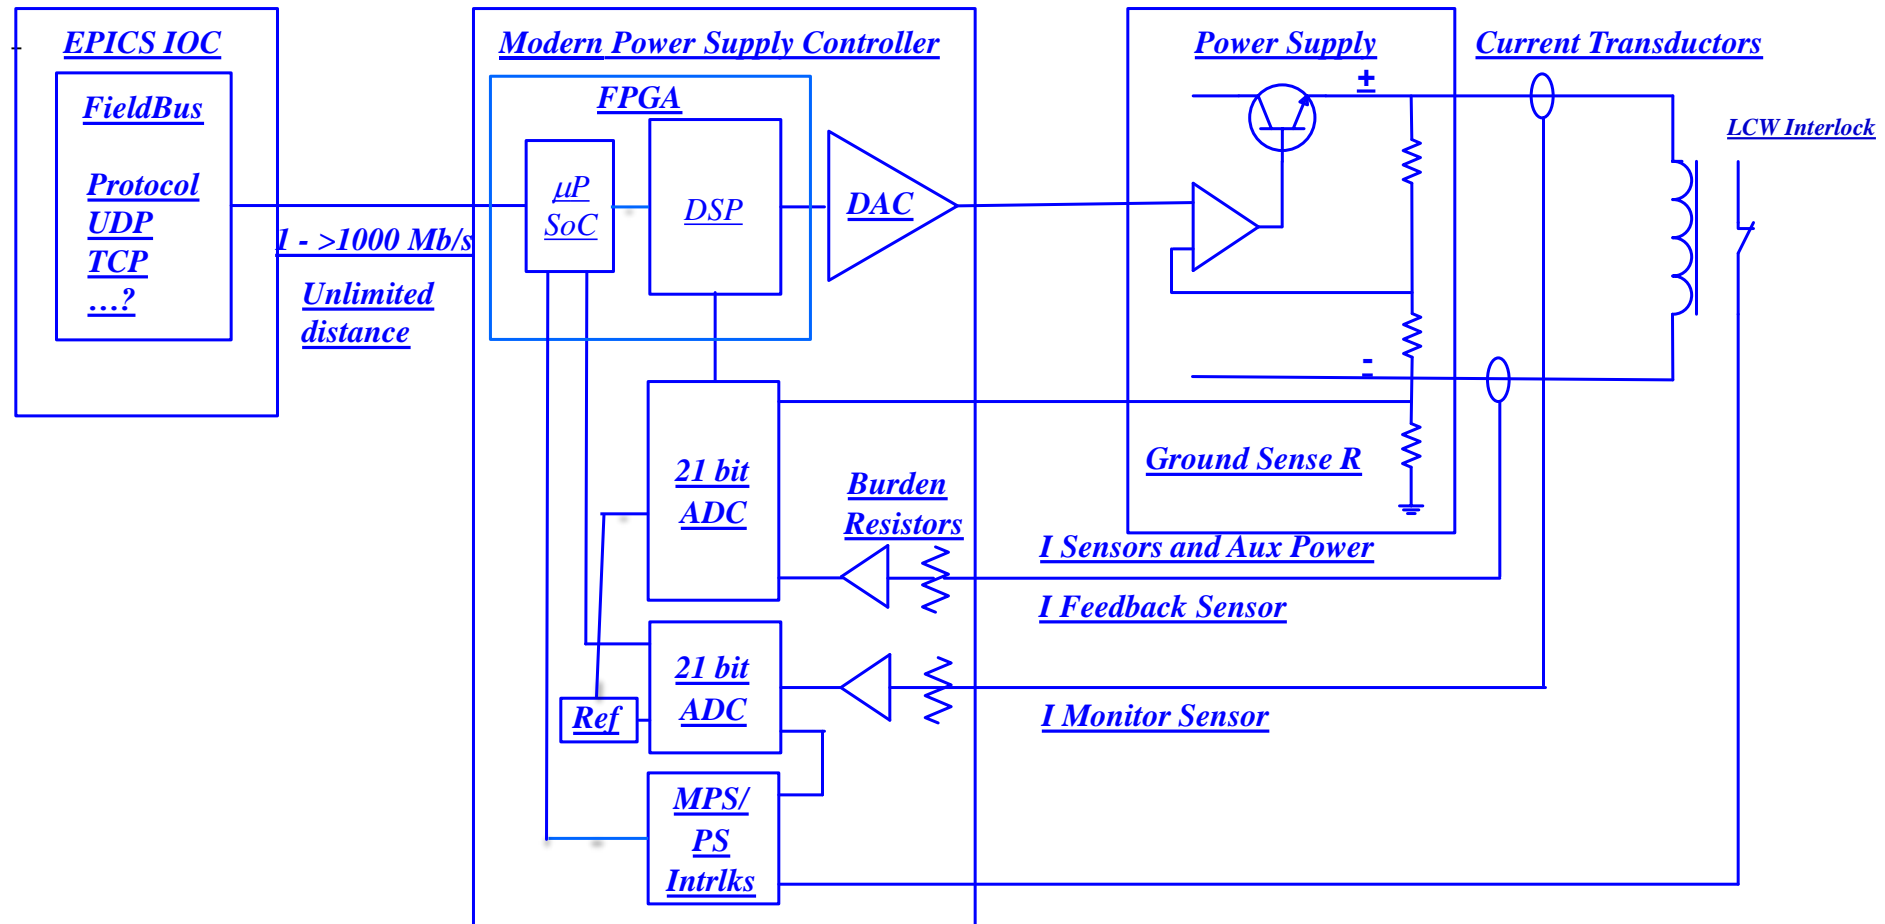 EPICS IOC
FieldBus
Protocol
UDP
TCP
…?
1 - >1000 Mb/s
Unlimited
distance
Modern Power Supply Controller
FPGA
µP
SoC
DSP
DAC
21 bit
ADC
Burden
Resistors
21 bit
ADC
Ref
MPS/
PS
Intrlks
Power Supply
+
-
Ground Sense R
I Sensors and Aux Power
I Feedback Sensor
I Monitor Sensor
Current Transductors
LCW Interlock